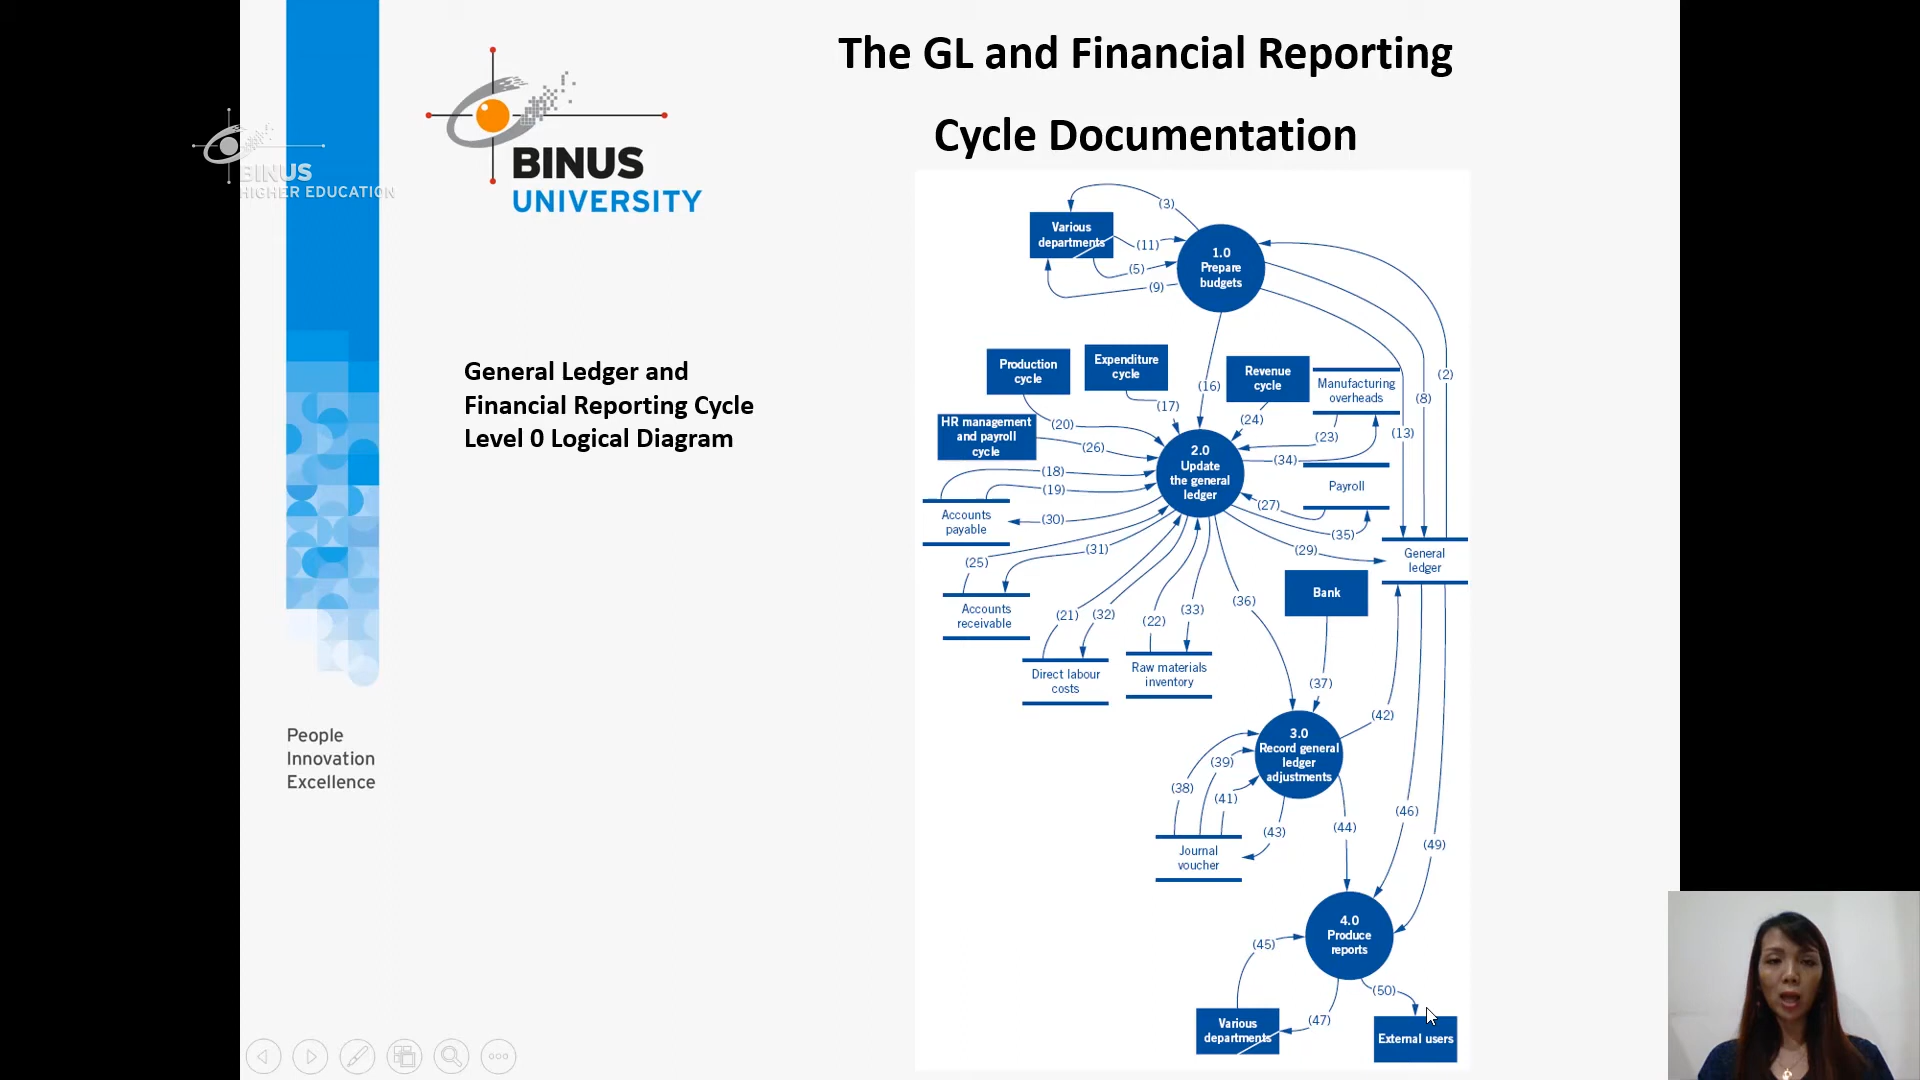 The GL and Financial Reporting
Cycle Documentation
BINUS
HIGHER EDUCATION
BINUS
UNIVERSITY
General Ledger and
Financial Reporting Cycle
Level 0 Logical Diagram
People
Innovation
Excellence
(3)
Various
departments
(11)
(5)
(9)
1.0
Prepare
budgets
(2)
(8)
(13)
(16)
Production
cycle
Expenditure
cycle
Revenue
cycle
Manufacturing
overheads
(17)
(20)
(24)
(23)
HR management
and payroll
cycle
(26)
(34)
2.0
Update
the general
ledger
(18)
(19)
Payroll
(27)
(35)
Accounts
payable
(30)
(29)
(31)
(25)
General
ledger
Accounts
receivable
(21)
(32)
(22)
(33)
(36)
Bank
Direct labour
costs
Raw materials
inventory
(37)
(42)
3.0
Record general
ledger
adjustments
(39)
(38)
(41)
(43)
(44)
(46)
(49)
Journal
voucher
4.0
Produce
reports
(45)
(50)
(47)
Various
departments
External users